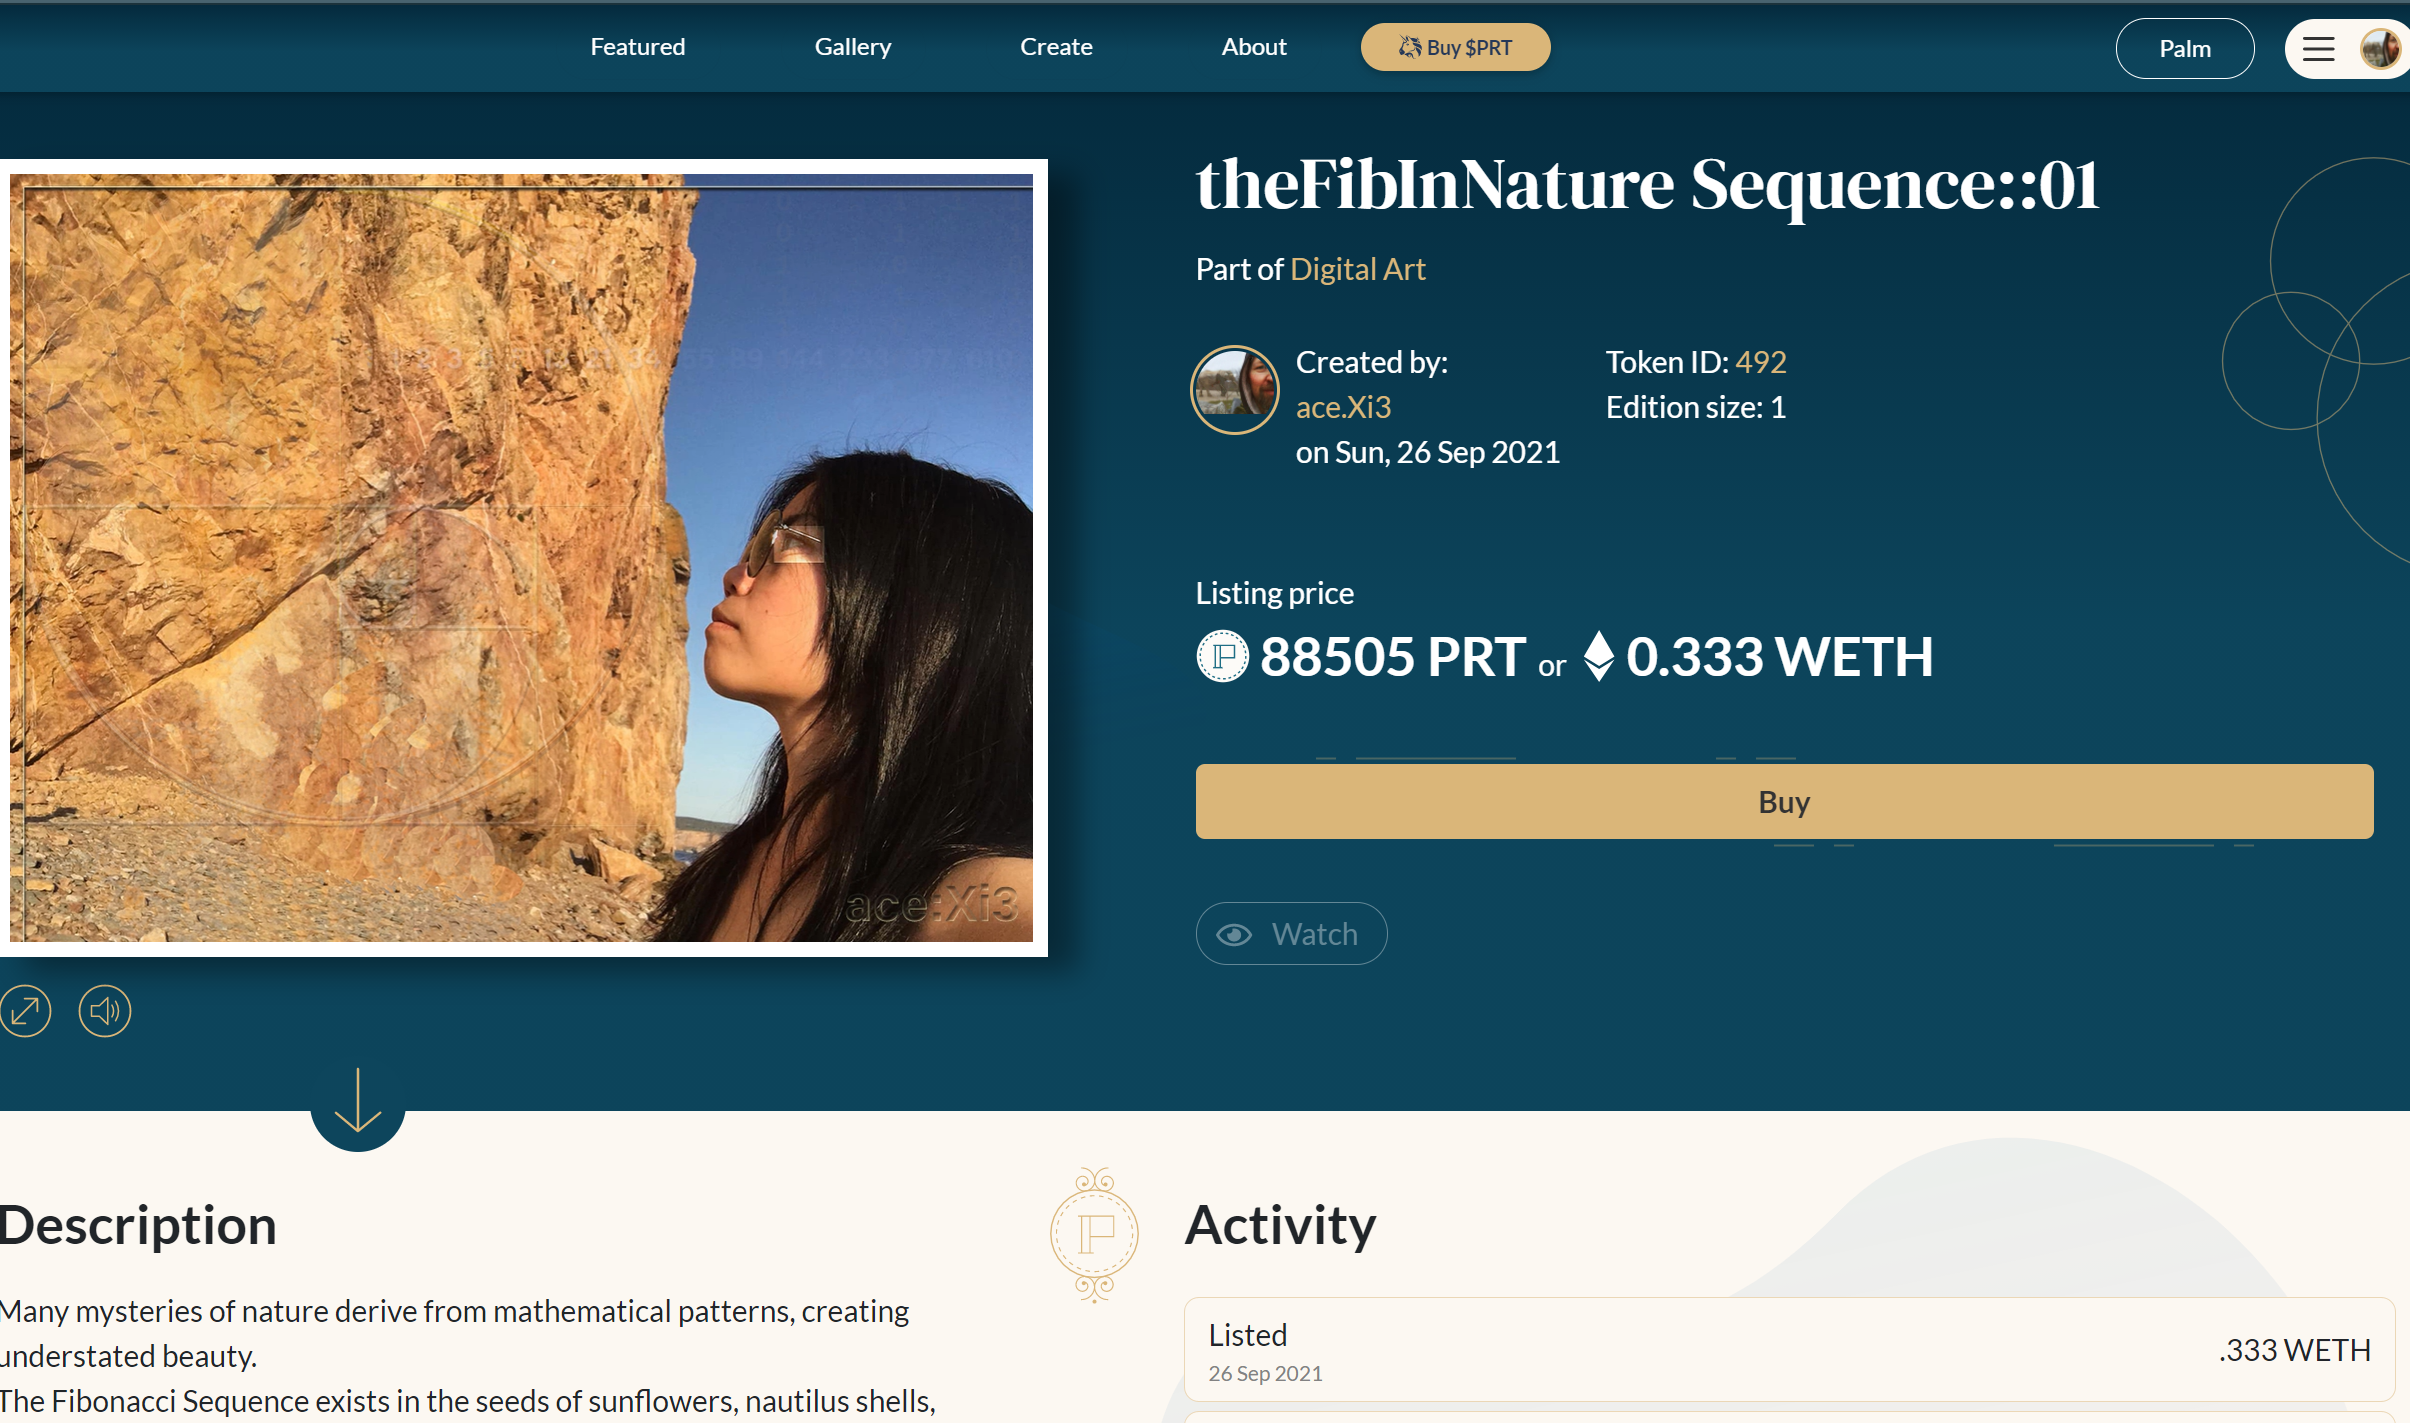 Featured
Gallery
Create
About
Buy $PRT
Palm
theFibInNature Sequence::01
Part of Digital Art
Created by:
ace.Xi3
on Sun, 26 Sep 2021
Token ID: 492
Edition size: 1
Listing price
88505 PRT or 0.333 WETH
Buy
Watch
ace:Xi3
Description
Many mysteries of nature derive from mathematical patterns, creating
understated beauty.
The Fibonacci Sequence exists in the seeds of sunflowers, nautilus shells,
Activity
Listed
.333 WETH
26 Sep 2021